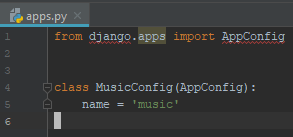 apps.py
1 from django.apps import AppConfig
2
3
4 class MusicConfig(AppConfig):
5     name = 'music'
6